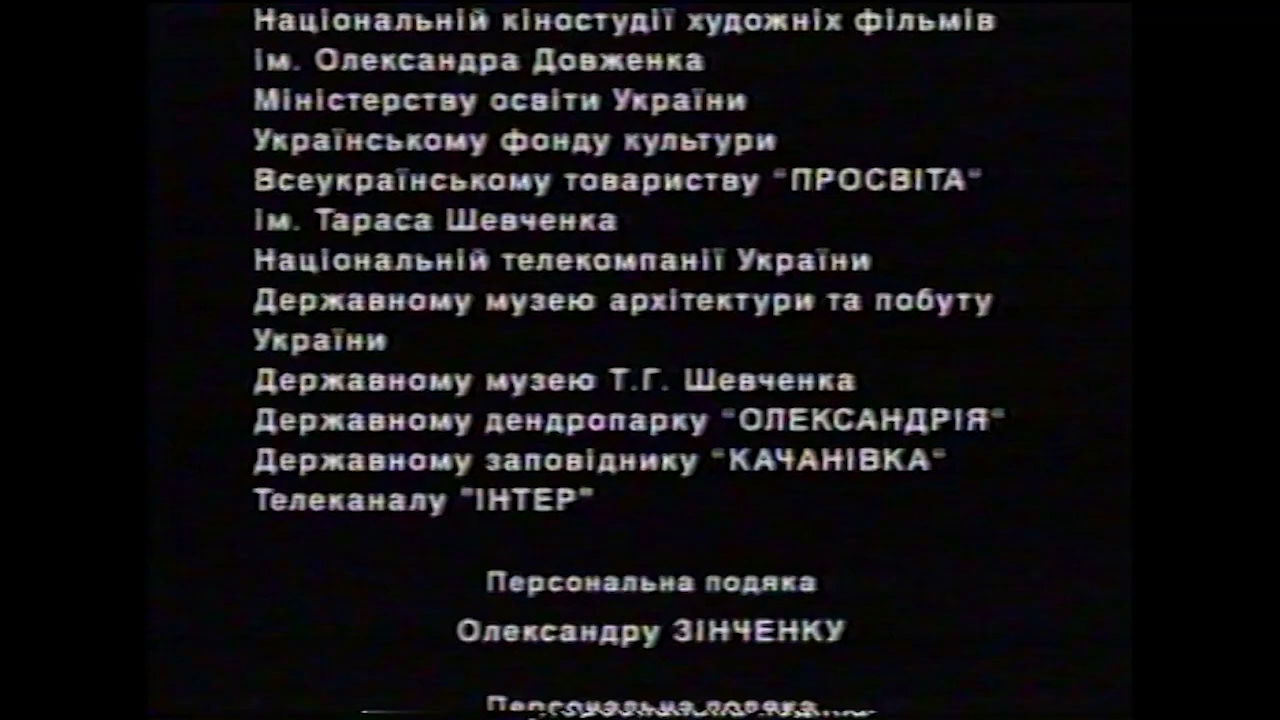 Національній кіностудії художніх фільмів
ім. Олександра Довженка
Міністерству освіти України
Українському фонду культури
Всеукраїнському товариству "ПРОСВІТА"
ім. Тараса Шевченка
Національній телекомпанії України
Державному музею архітектури та побуту
України
Державному музею Т.Г. Шевченка
Державному дендропарку "ОЛЕКСАНДРІЯ"
Державному заповіднику "КАЧАНІВКА"
Телеканалу "ІНТЕР"
Персональна подяка
Олександру ЗІНЧЕНКУ
Персональна подяка